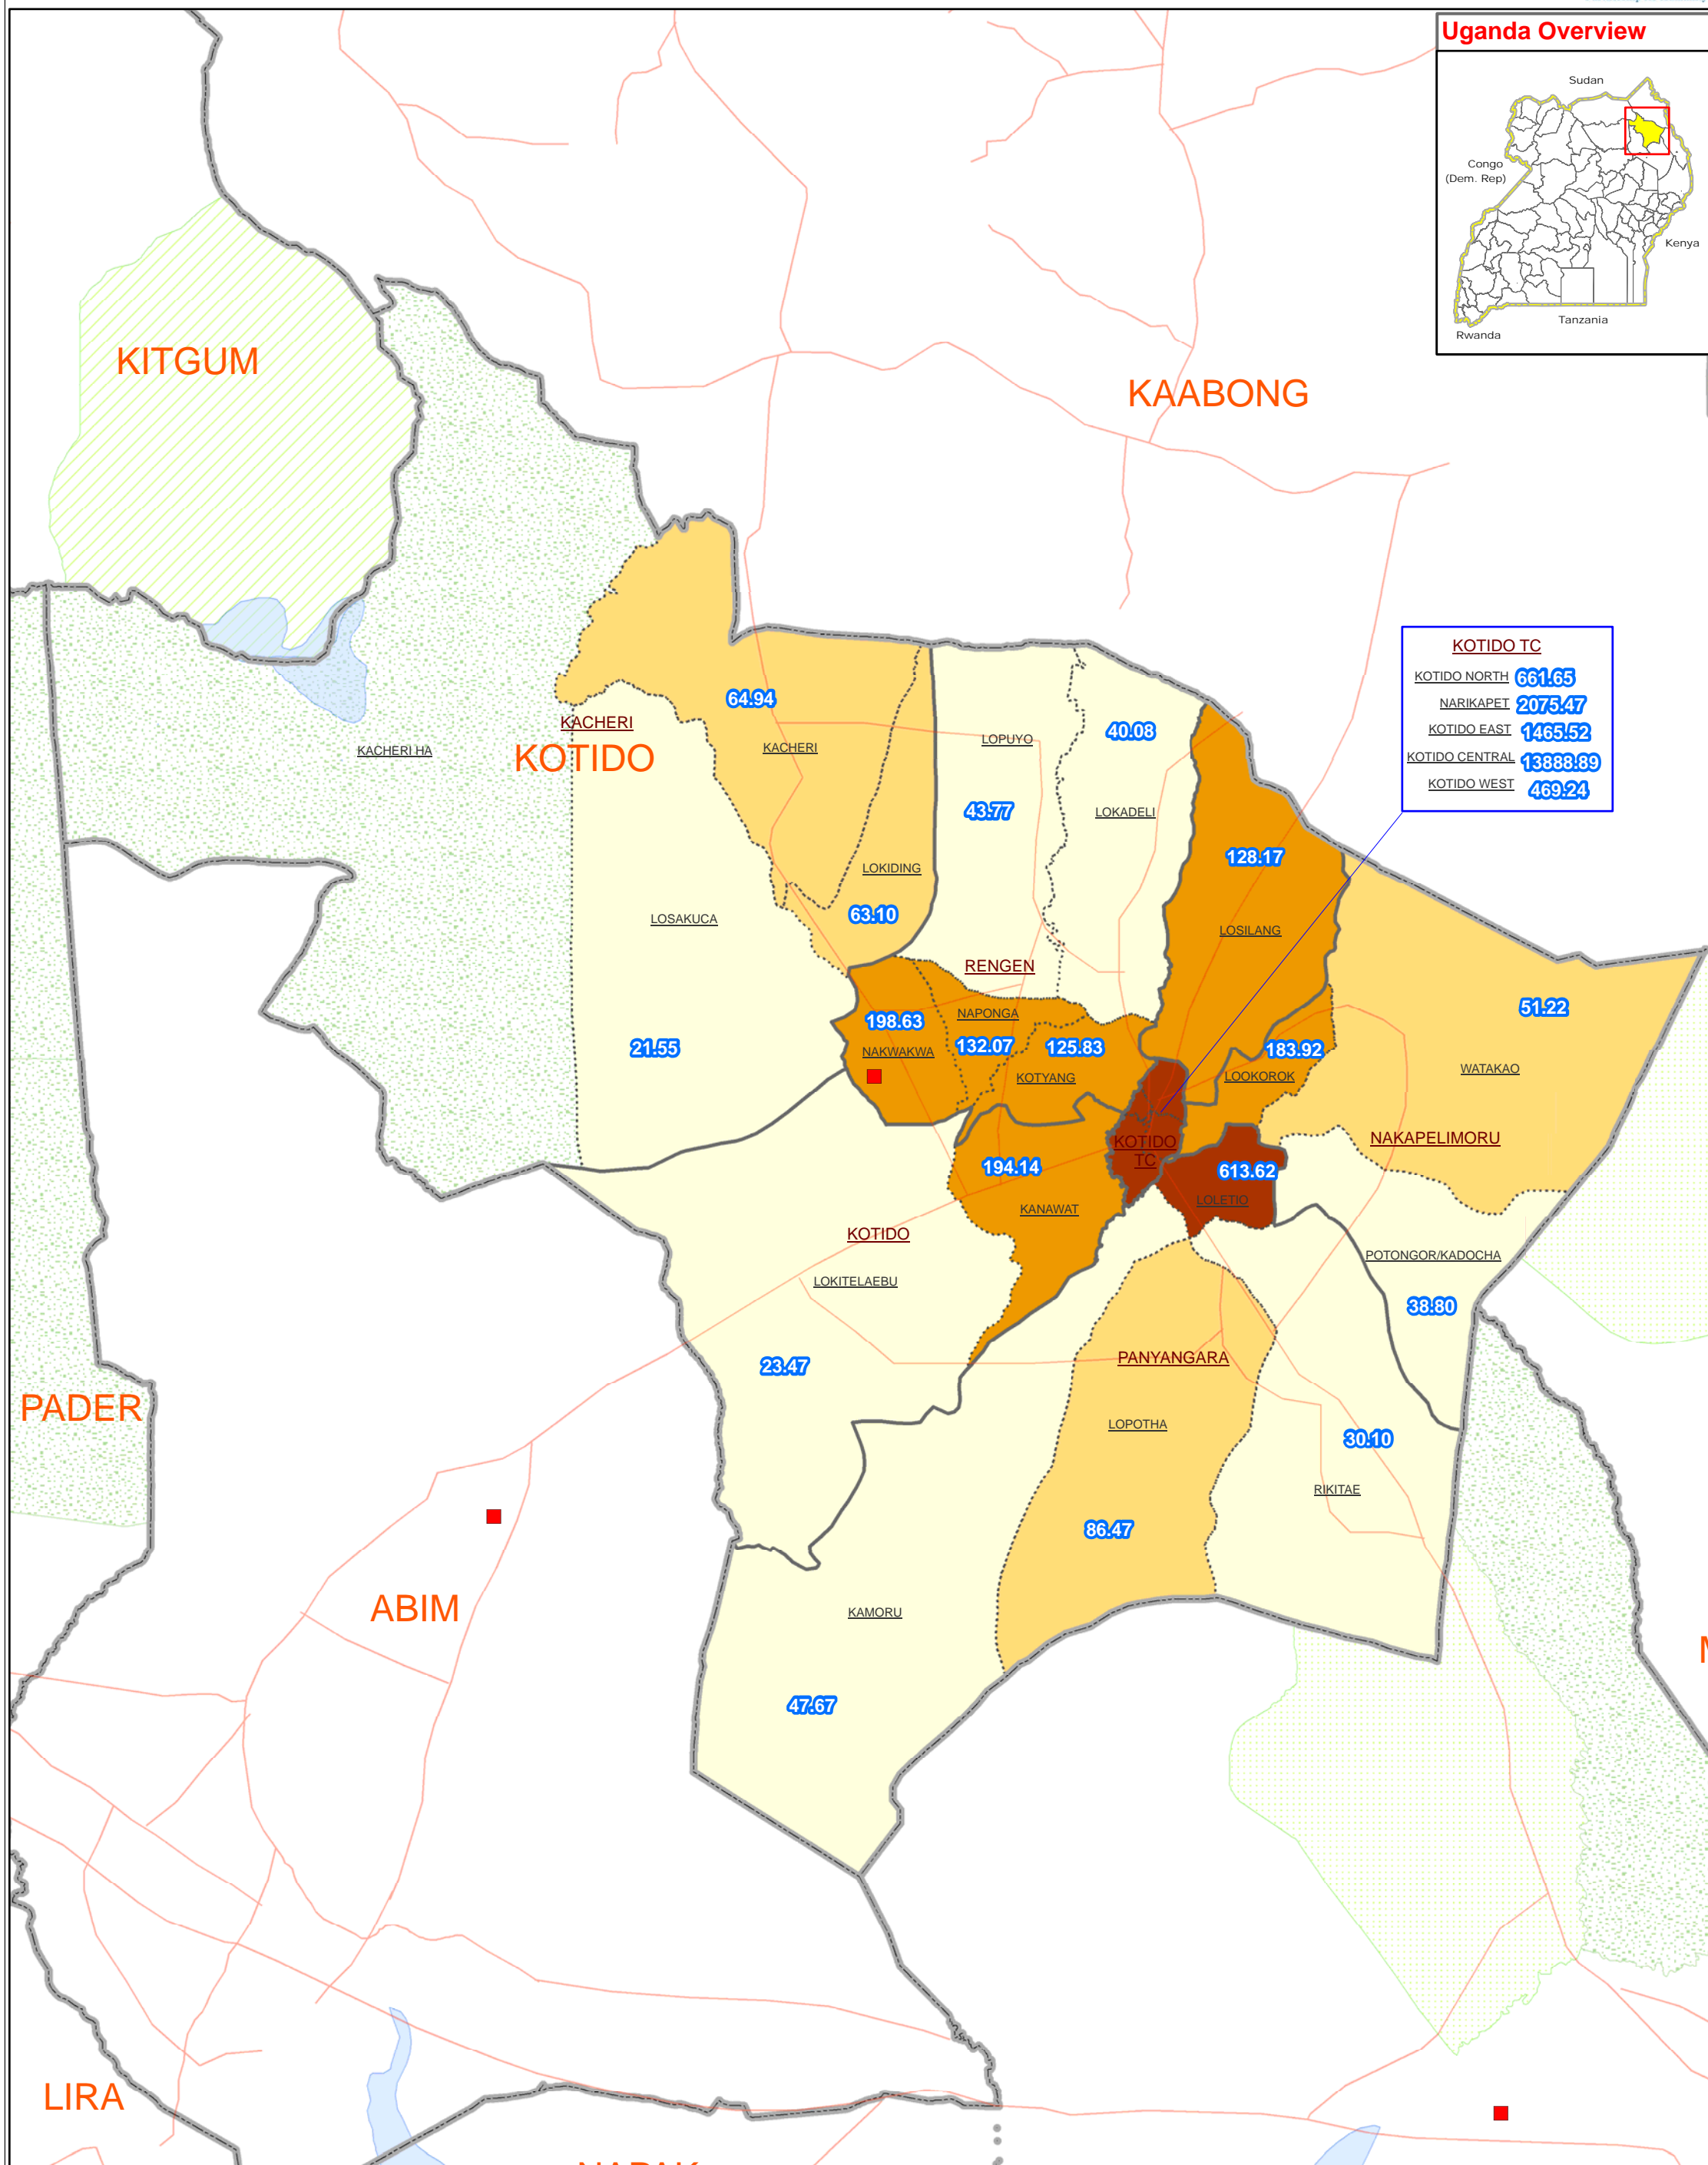 Uganda Overview
Sudan
Congo
(Dem. Rep)
Kenya
Tanzania
Rwanda
KITGUM
KAABONG
KOTIDO TC
KOTIDO NORTH 661.65
NARIKAPET 2075.47
KOTIDO EAST 1465.52
KOTIDO CENTRAL 13888.89
KOTIDO WEST 469.24
64.94
KACHERI
KACHERI
KACHERI HA
KOTIDO
LOPUYO
40.08
43.77
LOKADELI
128.17
LOKIDING
63.10
LOSAKUCA
LOSILANG
RENGEN
51.22
198.63
NAPONGA
132.07
125.83
183.92
21.55
NAKWAKWA
KOTYANG
LOOKOROK
WATAKAO
KOTIDO
TC
NAKAPELIMORU
194.14
613.62
LOLETIO
KANAWAT
KOTIDO
POTONGOR/KADOCHA
LOKITELAEBU
38.80
23.47
PANYANGARA
PADER
LOPOTHA
30.10
RIKITAE
86.47
ABIM
KAMORU
47.67
LIRA